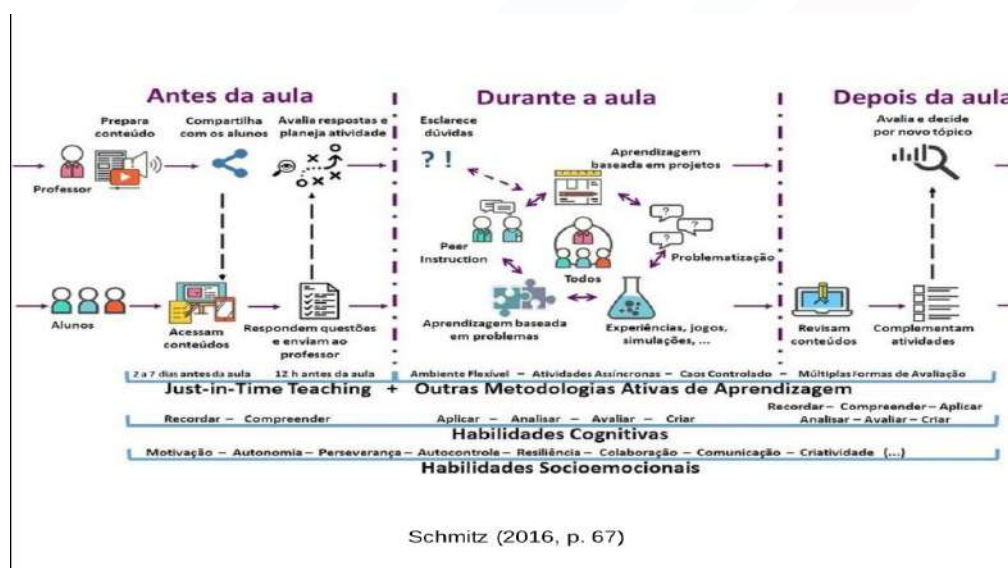 Antes da aula
Durante a aula
Depois da aula
Prepara
conteúdo
Compartilha
com os alunos
Avalia respostas e
planeja atividade
Esclarece
dúvidas
? !
Aprendizagem
baseada em projetos
Avalia e decide
por novo tópico
Professor
Peer
Instruction
Todos
Problematização
Alunos
Acessam
conteúdos
Respondem questões
e enviam ao
professor
Aprendizagem baseada
em problemas
Experiências, jogos,
simulações, ...
Revisam
conteúdos
Complementam
atividades
2 a 7 dias antes da aula
12 h antes da aula
Ambiente Flexível – Atividades Assíncronas – Caos Controlado – Múltiplas Formas de Avaliação
Just-in-Time Teaching + Outras Metodologias Ativas de Aprendizagem
Recordar – Compreender
Aplicar – Analisar – Avaliar – Criar
Recordar – Compreender – Aplicar
Analisar – Avaliar – Criar
Habilidades Cognitivas
Motivação – Autonomia – Perseverança – Autocontrole – Resiliência – Colaboração – Comunicação – Criatividade (...)
Habilidades Socioemocionais
Schmitz (2016, p. 67)